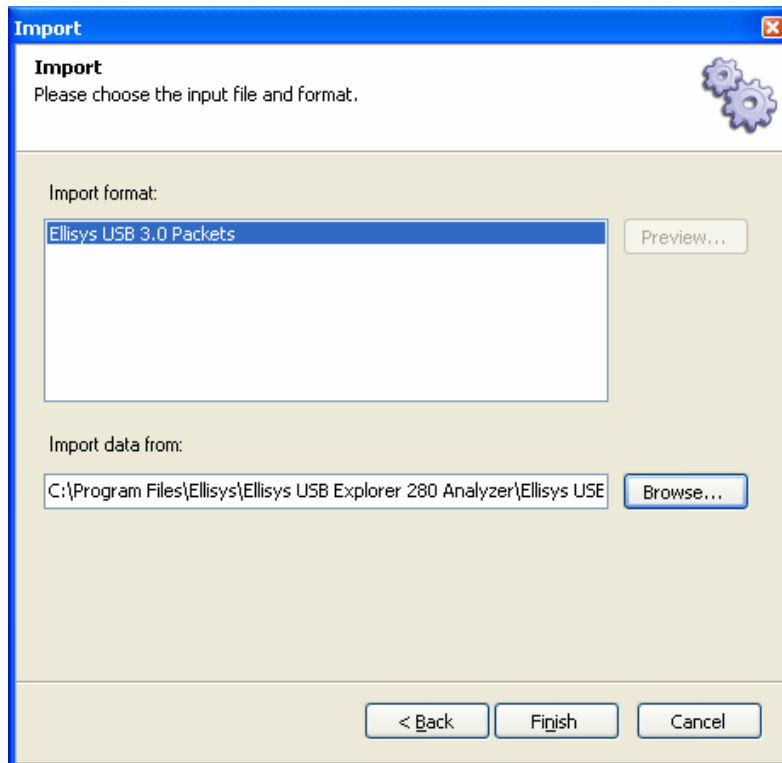 Import
Import
Please choose the input file and format.
Import format:
Ellisys USB 3.0 Packets
Preview...
Import data from:
C:\Program Files\Ellisys\Ellisys USB Explorer 280 Analyzer\Ellisys USE
Browse...
< Back
Finish
Cancel